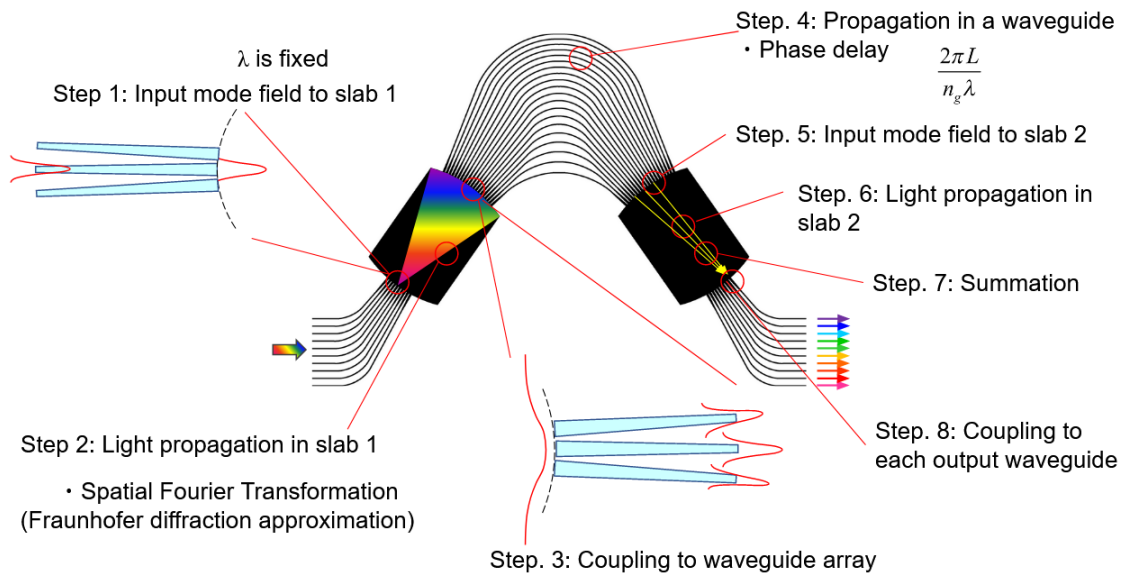 λ is fixed
Step 1: Input mode field to slab 1
Step. 4: Propagation in a waveguide
・Phase delay
2πL
n_g λ
Step. 5: Input mode field to slab 2
Step. 6: Light propagation in
slab 2
Step. 7: Summation
Step 2: Light propagation in slab 1
・Spatial Fourier Transformation
(Fraunhofer diffraction approximation)
Step. 8: Coupling to
each output waveguide
Step. 3: Coupling to waveguide array